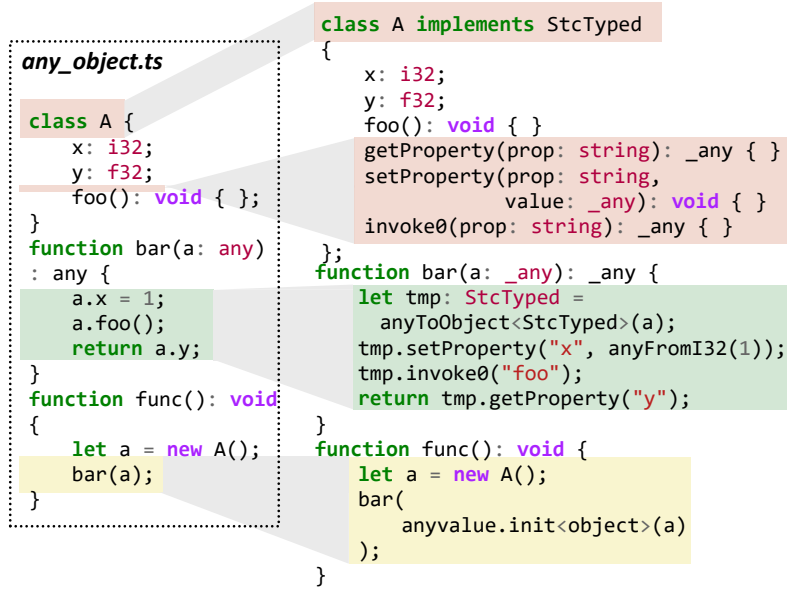 any_object.ts
class A {
x: i32;
y: f32;
foo(): void { };
}
function bar(a: any)
: any {
a.x = 1;
a.foo();
return a.y;
}
function func(): void
{
let a = new A();
bar(a);
}
class A implements StcTyped
{
x: i32;
y: f32;
foo(): void { }
getProperty(prop: string): _any { }
setProperty(prop: string,
value: _any): void { }
invoke0(prop: string): _any { }
};
function bar(a: _any): _any {
let tmp: StcTyped =
anyToObject<StcTyped>(a);
tmp.setProperty("x", anyFromI32(1));
tmp.invoke0("foo");
return tmp.getProperty("y");
}
function func(): void {
let a = new A();
bar(
anyvalue.init<object>(a)
);
}